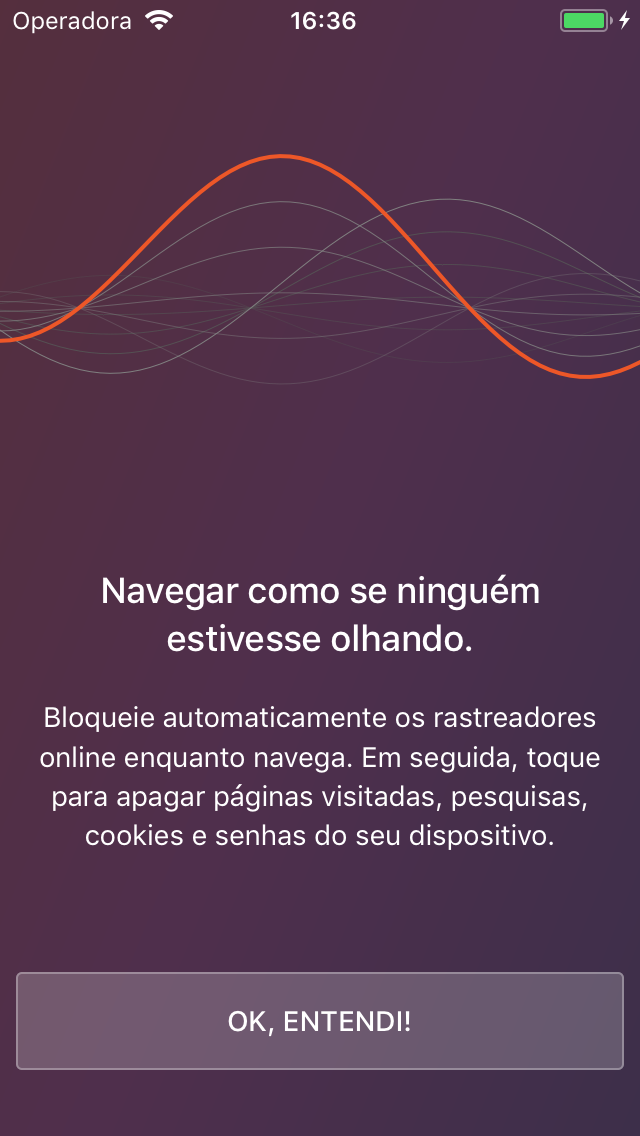 Operadora 16:36
Navegar como se ninguém
estivesse olhando.
Bloqueie automaticamente os rastreadores
online enquanto navega. Em seguida, toque
para apagar páginas visitadas, pesquisas,
cookies e senhas do seu dispositivo.
OK, ENTENDI!